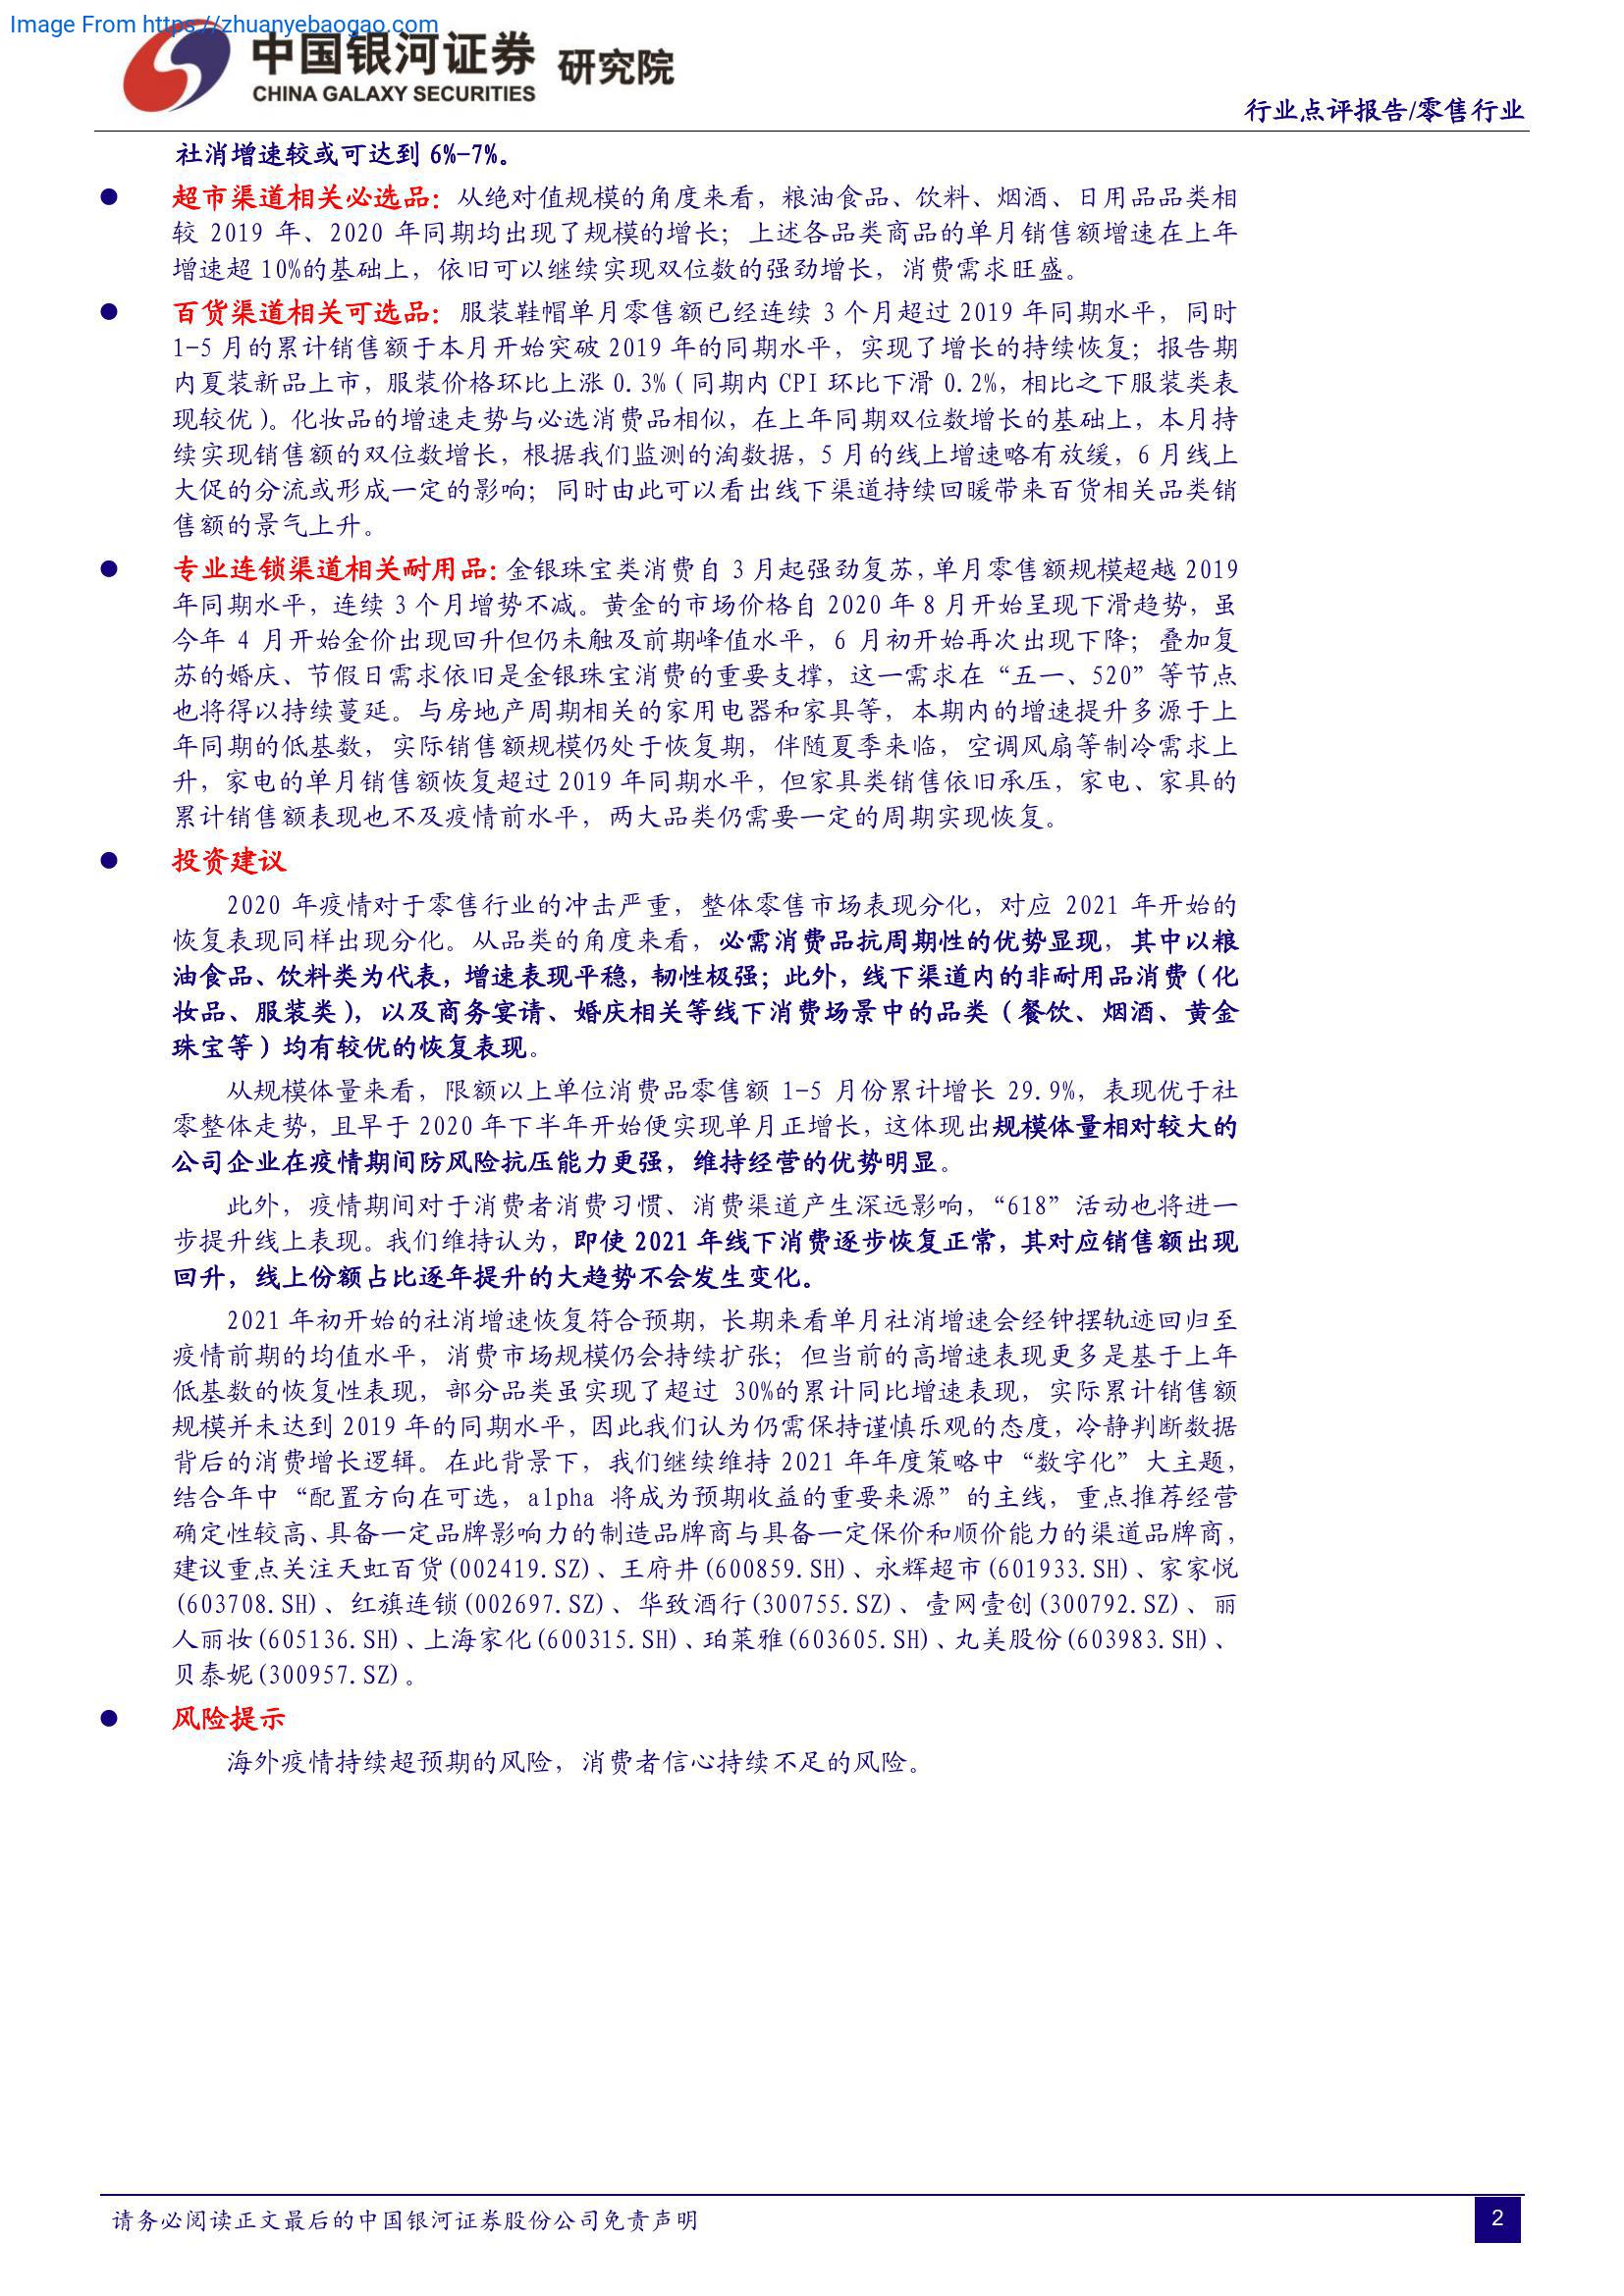 Image From https://zhuanyebaogao.com
中国银河证券 研究院
CHINA GALAXY SECURITIES
行业点评报告/零售行业
社消增速较或可达到 6%-7%。
● 超市渠道相关必选品：从绝对值规模的角度来看，粮油食品、饮料、烟酒、日用品品类相
较 2019 年、2020 年同期均出现了规模的增长；上述各品类商品的单月销售额增速在上年
增速超 10%的基础上，依旧可以继续实现双位数的强劲增长，消费需求旺盛。
● 百货渠道相关可选品：服装鞋帽单月零售额已经连续 3 个月超过 2019 年同期水平，同时
1-5 月的累计销售额于本月开始突破 2019 年的同期水平，实现了增长的持续恢复；报告期
内夏装新品上市，服装价格环比上涨 0.3%（同期内 CPI 环比下滑 0.2%，相比之下服装类表
现较优）。化妆品的增速走势与必选消费品相似，在上年同期双位数增长的基础上，本月持
续实现销售额的双位数增长，根据我们监测的淘数据，5 月的线上增速略有放缓，6 月线上
大促的分流或形成一定的影响；同时由此可以看出线下渠道持续回暖带来百货相关品类销
售额的景气上升。
● 专业连锁渠道相关耐用品：金银珠宝类消费自 3 月起强劲复苏，单月零售额规模超越 2019
年同期水平，连续 3 个月增势不减。黄金的市场价格自 2020 年 8 月开始呈现下滑趋势，虽
今年 4 月开始金价出现回升但仍未触及前期峰值水平，6 月初开始再次出现下降；叠加复
苏的婚庆、节假日需求依旧是金银珠宝消费的重要支撑，这一需求在“五一、520”等节点
也将得以持续蔓延。与房地产周期相关的家用电器和家具等，本期内的增速提升多源于上
年同期的低基数，实际销售额规模仍处于恢复期，伴随夏季来临，空调风扇等制冷需求上
升，家电的单月销售额恢复超过 2019 年同期水平，但家具类销售依旧承压，家电、家具的
累计销售额表现也不及疫情前水平，两大品类仍需要一定的周期实现恢复。
● 投资建议
2020 年疫情对于零售行业的冲击严重，整体零售市场表现分化，对应 2021 年开始的
恢复表现同样出现分化。从品类的角度来看，必需消费品抗周期性的优势显现，其中以粮
油食品、饮料类为代表，增速表现平稳，韧性极强；此外，线下渠道内的非耐用品消费（化
妆品、服装类），以及商务宴请、婚庆相关等线下消费场景中的品类（餐饮、烟酒、黄金
珠宝等）均有较优的恢复表现。
从规模体量来看，限额以上单位消费品零售额 1-5 月份累计增长 29.9%，表现优于社
零整体走势，且早于 2020 年下半年开始便实现单月正增长，这体现出规模体量相对较大的
公司企业在疫情期间防风险抗压能力更强，维持经营的优势明显。
此外，疫情期间对于消费者消费习惯、消费渠道产生深远影响，“618”活动也将进一
步提升线上表现。我们维持认为，即使 2021 年线下消费逐步恢复正常，其对应销售额出现
回升，线上份额占比逐年提升的大趋势不会发生变化。
2021 年初开始的社消增速恢复符合预期，长期来看单月社消增速会经钟摆轨迹回归至
疫情前期的均值水平，消费市场规模仍会持续扩张；但当前的高增速表现更多是基于上年
低基数的恢复性表现，部分品类虽实现了超过 30%的累计同比增速表现，实际累计销售额
规模并未达到 2019 年的同期水平，因此我们认为仍需保持谨慎乐观的态度，冷静判断数据
背后的消费增长逻辑。在此背景下，我们继续维持 2021 年年度策略中“数字化”大主题，
结合年中“配置方向在可选，alpha 将成为预期收益的重要来源”的主线，重点推荐经营
确定性较高、具备一定品牌影响力的制造品牌商与具备一定保价和顺价能力的渠道品牌商，
建议重点关注天虹百货(002419.SZ)、王府井(600859.SH)、永辉超市(601933.SH)、家家悦
(603708.SH)、红旗连锁(002697.SZ)、华致酒行(300755.SZ)、壹网壹创(300792.SZ)、丽
人丽妆(605136.SH)、上海家化(600315.SH)、珀莱雅(603605.SH)、丸美股份(603983.SH)、
贝泰妮(300957.SZ)。
● 风险提示
海外疫情持续超预期的风险，消费者信心持续不足的风险。
请务必阅读正文最后的中国银河证券股份公司免责声明
2